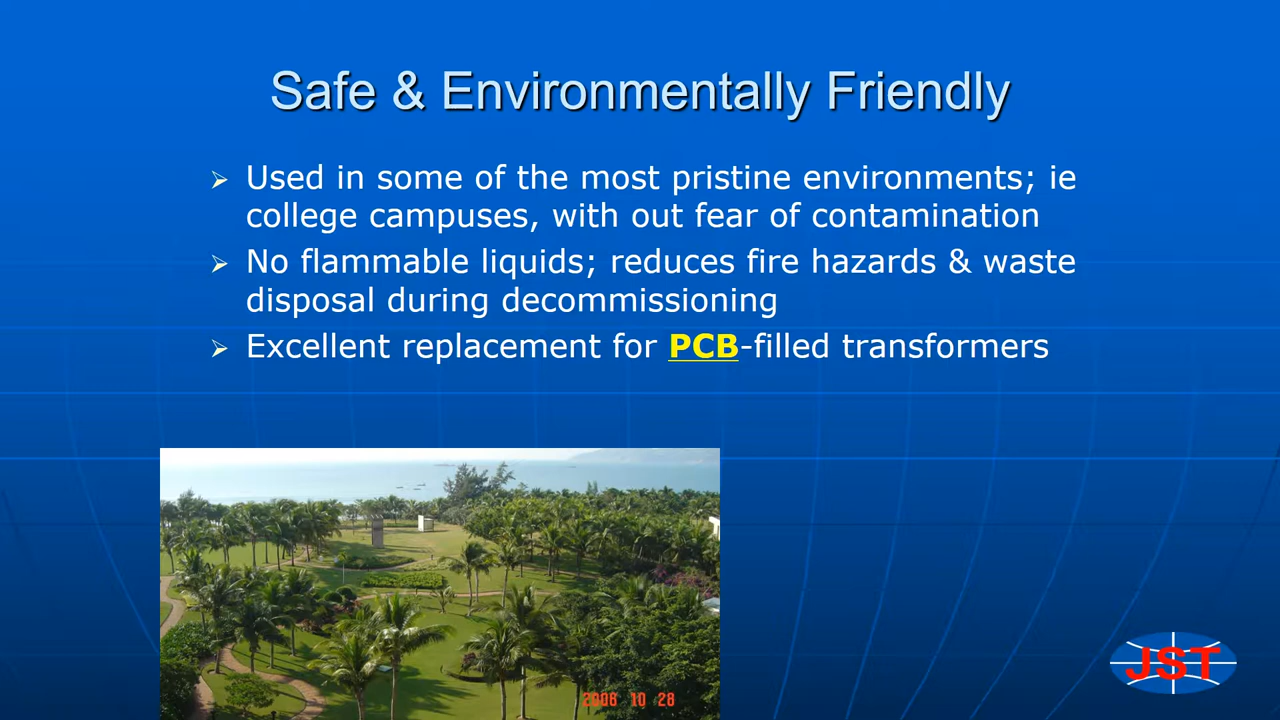 Safe & Environmentally Friendly
Used in some of the most pristine environments; ie
college campuses, with out fear of contamination
No flammable liquids; reduces fire hazards & waste
disposal during decommissioning
Excellent replacement for PCB-filled transformers
2008 10 28
JST